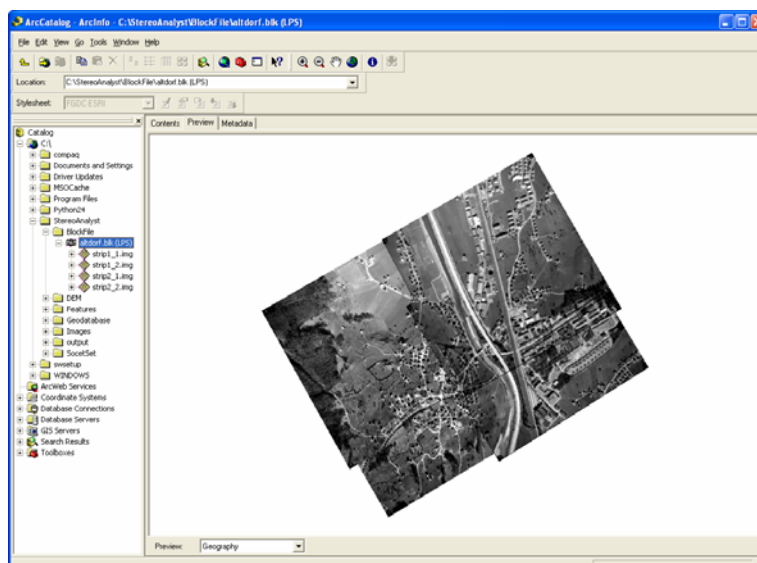 ArcCatalog - ArcInfo - C:\StereoAnalyst\BlockFile\altdorf.blk (LPS)
File Edit View Go Tools Window Help
Location: C:\StereoAnalyst\BlockFile\altdorf.blk (LPS)
Stylesheet: FGDC ESRI
Contents Preview Metadata
Catalog
C:\
compaq
Documents and Settings
Driver Updates
MSOCache
Program Files
Python24
StereoAnalyst
BlockFile
altdorf.blk (LPS)
strip1_1.img
strip1_2.img
strip2_1.img
strip2_2.img
DEM
Features
Geodatabase
Images
output
SocetSet
swsetup
WINDOWS
ArcWeb Services
Coordinate Systems
Database Connections
Database Servers
GIS Servers
Search Results
Toolboxes
Preview: Geography